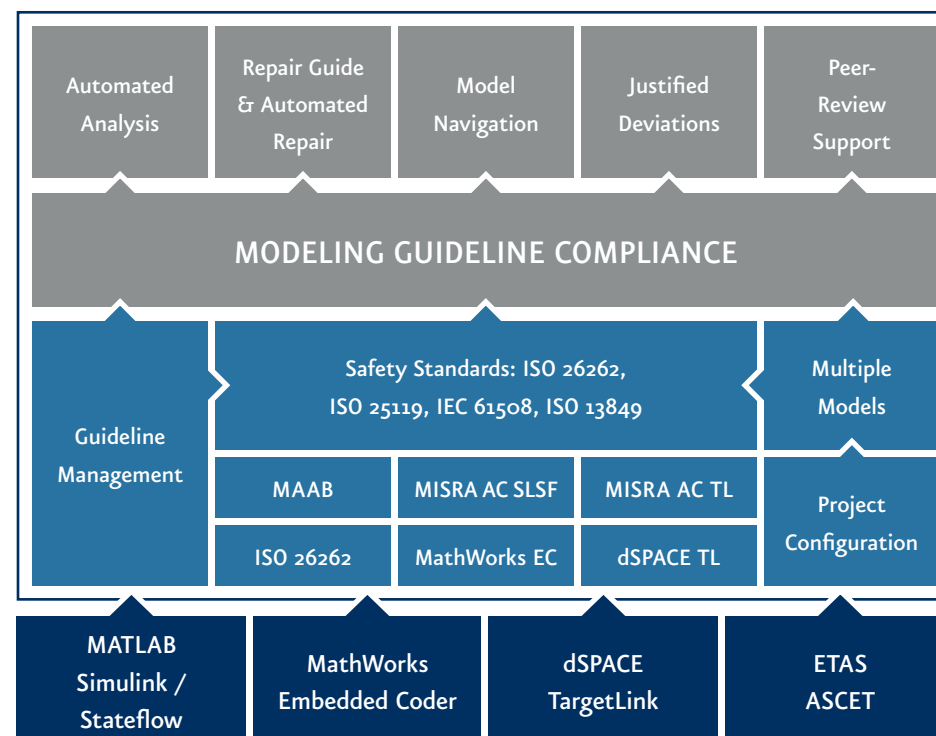 Automated
Analysis
Repair Guide
& Automated
Repair
Model
Navigation
Justified
Deviations
Peer-
Review
Support
MODELING GUIDELINE COMPLIANCE
Guideline
Management
Safety Standards: ISO 26262,
ISO 25119, IEC 61508, ISO 13849
Multiple
Models
MAAB
MISRA AC SLSF
MISRA AC TL
ISO 26262
MathWorks EC
dSPACE TL
Project
Configuration
MATLAB
Simulink /
Stateflow
MathWorks
Embedded Coder
dSPACE
TargetLink
ETAS
ASCET